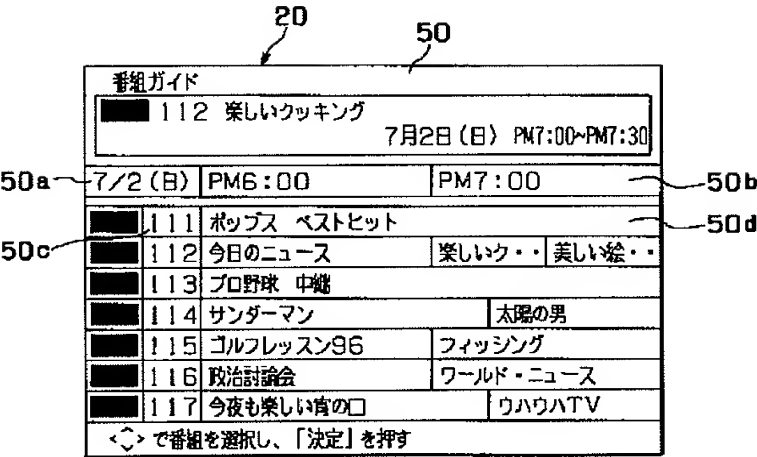 20
50
番組ガイド
112 楽しいクッキング
7月2日(日) PM7:00~PM7:30
50a 7/2(日) PM6:00 PM7:00 50b
111 ポップス ベストヒット 50d
50c 112 今日のニュース 楽しいク・・ 美しい絵・・
113 プロ野球 中継
114 サンダーマン 太陽の男
115 ゴルフレッスン96 フィッシング
116 政治討論会 ワールド・ニュース
117 今夜も楽しい宵の口 ウハウハTV
で番組を選択し、「決定」を押す